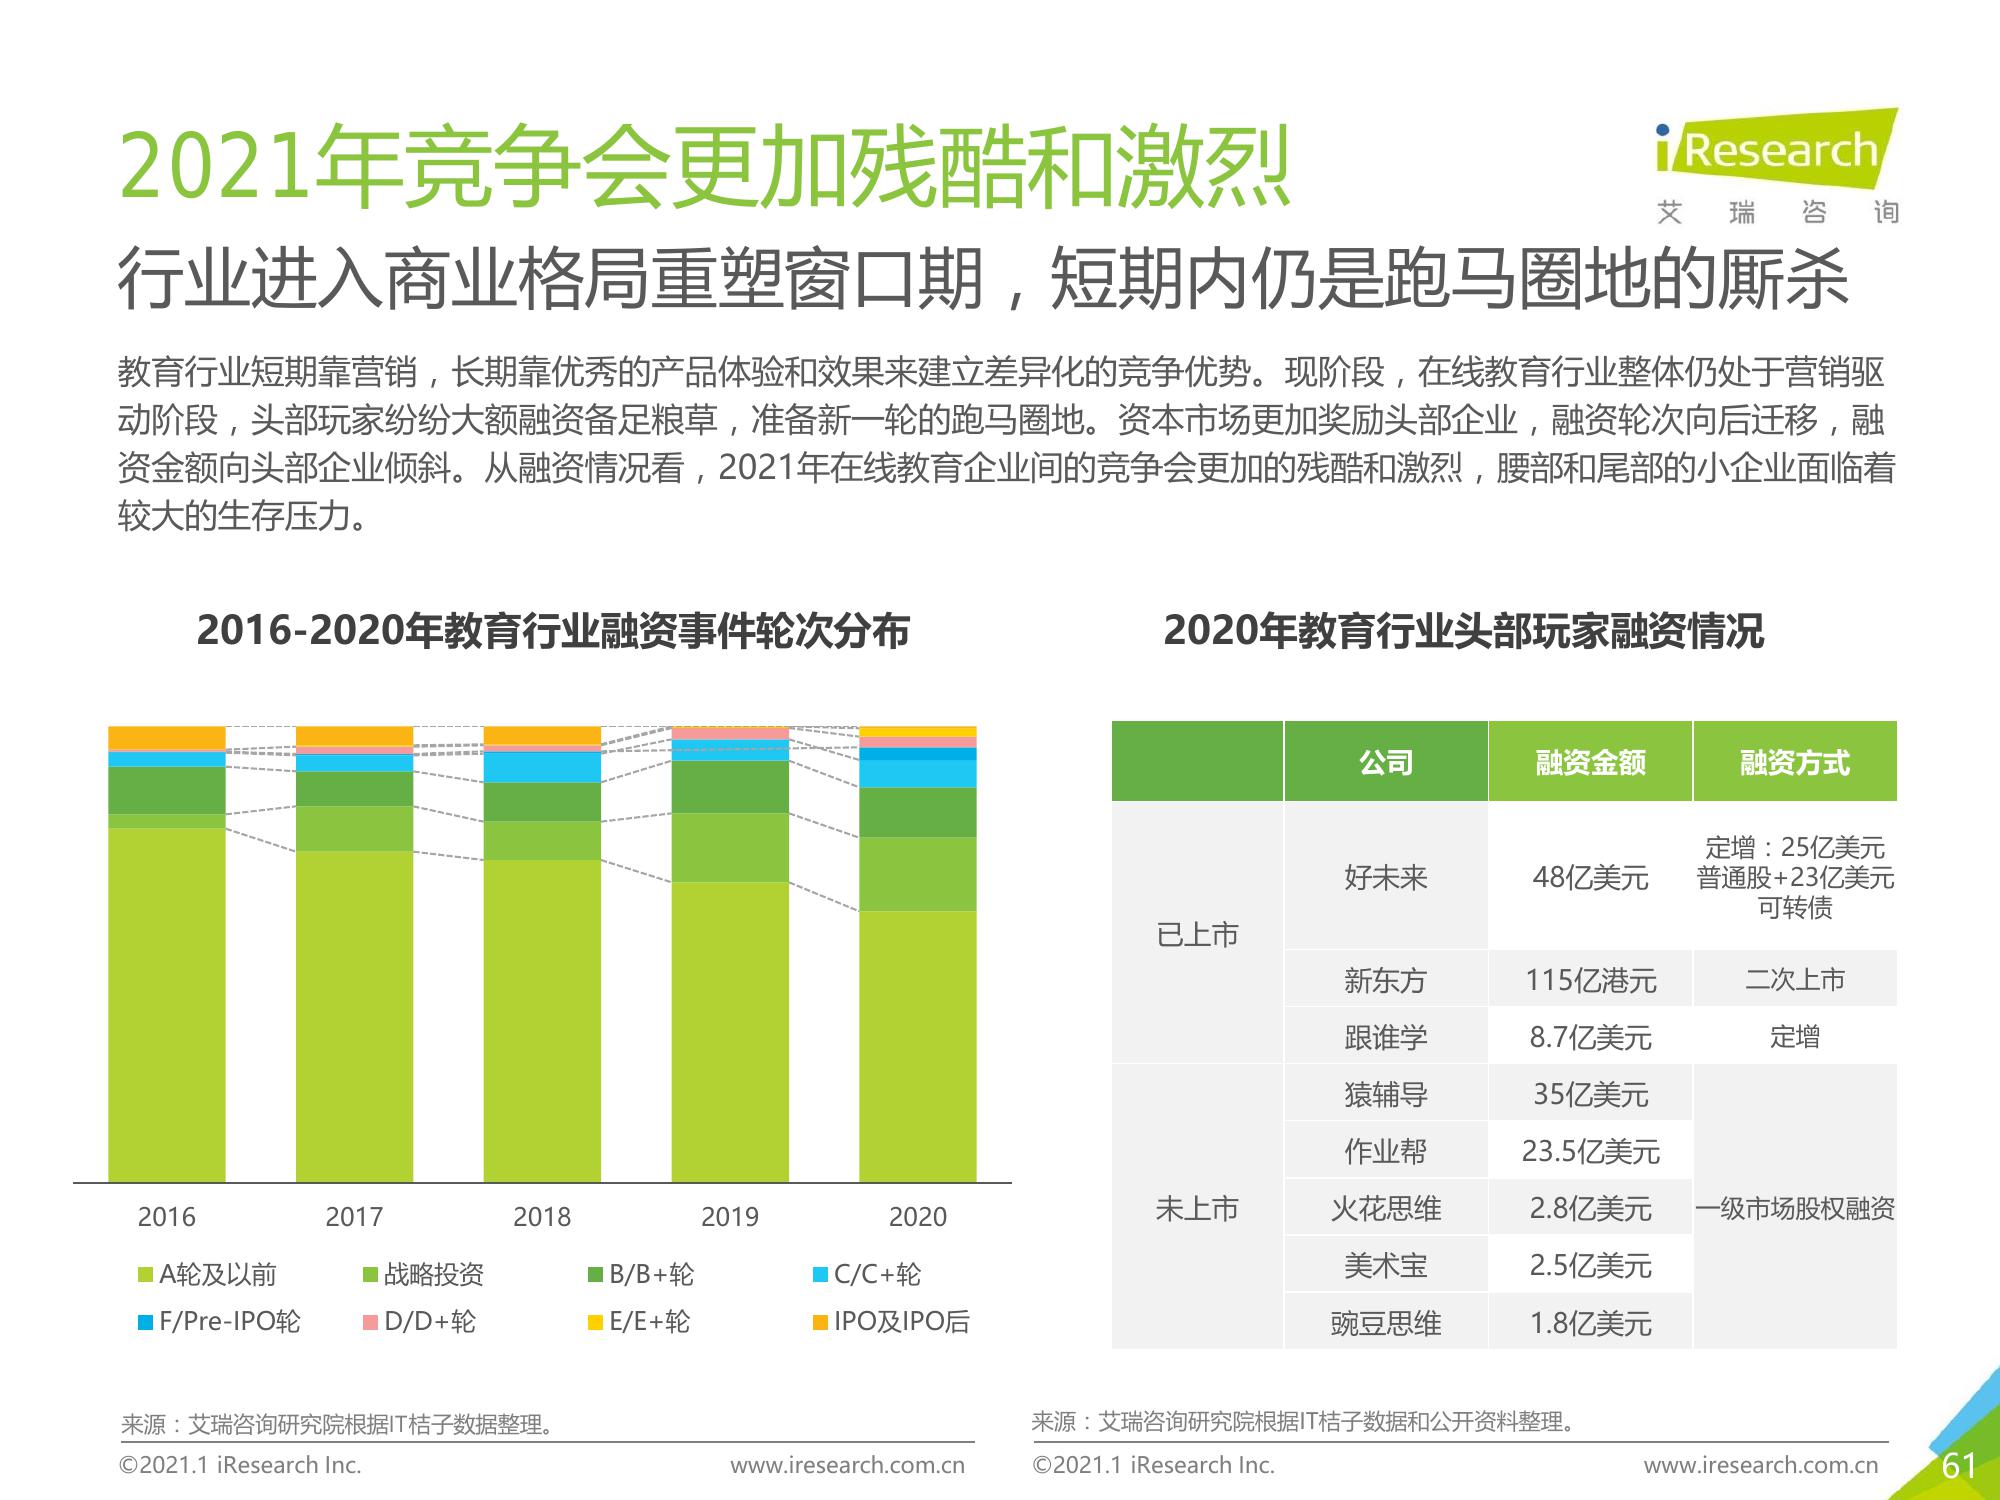 2021年竞争会更加残酷和激烈
iResearch
艾瑞咨询
行业进入商业格局重塑窗口期，短期内仍是跑马圈地的厮杀
教育行业短期靠营销，长期靠优秀的产品体验和效果来建立差异化的竞争优势。现阶段，在线教育行业整体仍处于营销驱
动阶段，头部玩家纷纷大额融资备足粮草，准备新一轮的跑马圈地。资本市场更加奖励头部企业，融资轮次向后迁移，融
资金额向头部企业倾斜。从融资情况看，2021年在线教育企业间的竞争会更加的残酷和激烈，腰部和尾部的小企业面临着
较大的生存压力。
2016-2020年教育行业融资事件轮次分布
2016 2017 2018 2019 2020
A轮及以前 战略投资 B/B+轮 C/C+轮
F/Pre-IPO轮 D/D+轮 E/E+轮 IPO及IPO后
来源：艾瑞咨询研究院根据IT桔子数据整理。
©2021.1 iResearch Inc. www.iresearch.com.cn
2020年教育行业头部玩家融资情况
公司 融资金额 融资方式
已上市
好未来 48亿美元
定增：25亿美元
普通股+23亿美元
可转债
新东方 115亿港元 二次上市
跟谁学 8.7亿美元 定增
未上市
猿辅导 35亿美元
作业帮 23.5亿美元
火花思维 2.8亿美元 一级市场股权融资
美术宝 2.5亿美元
豌豆思维 1.8亿美元
来源：艾瑞咨询研究院根据IT桔子数据和公开资料整理。
©2021.1 iResearch Inc. www.iresearch.com.cn
61